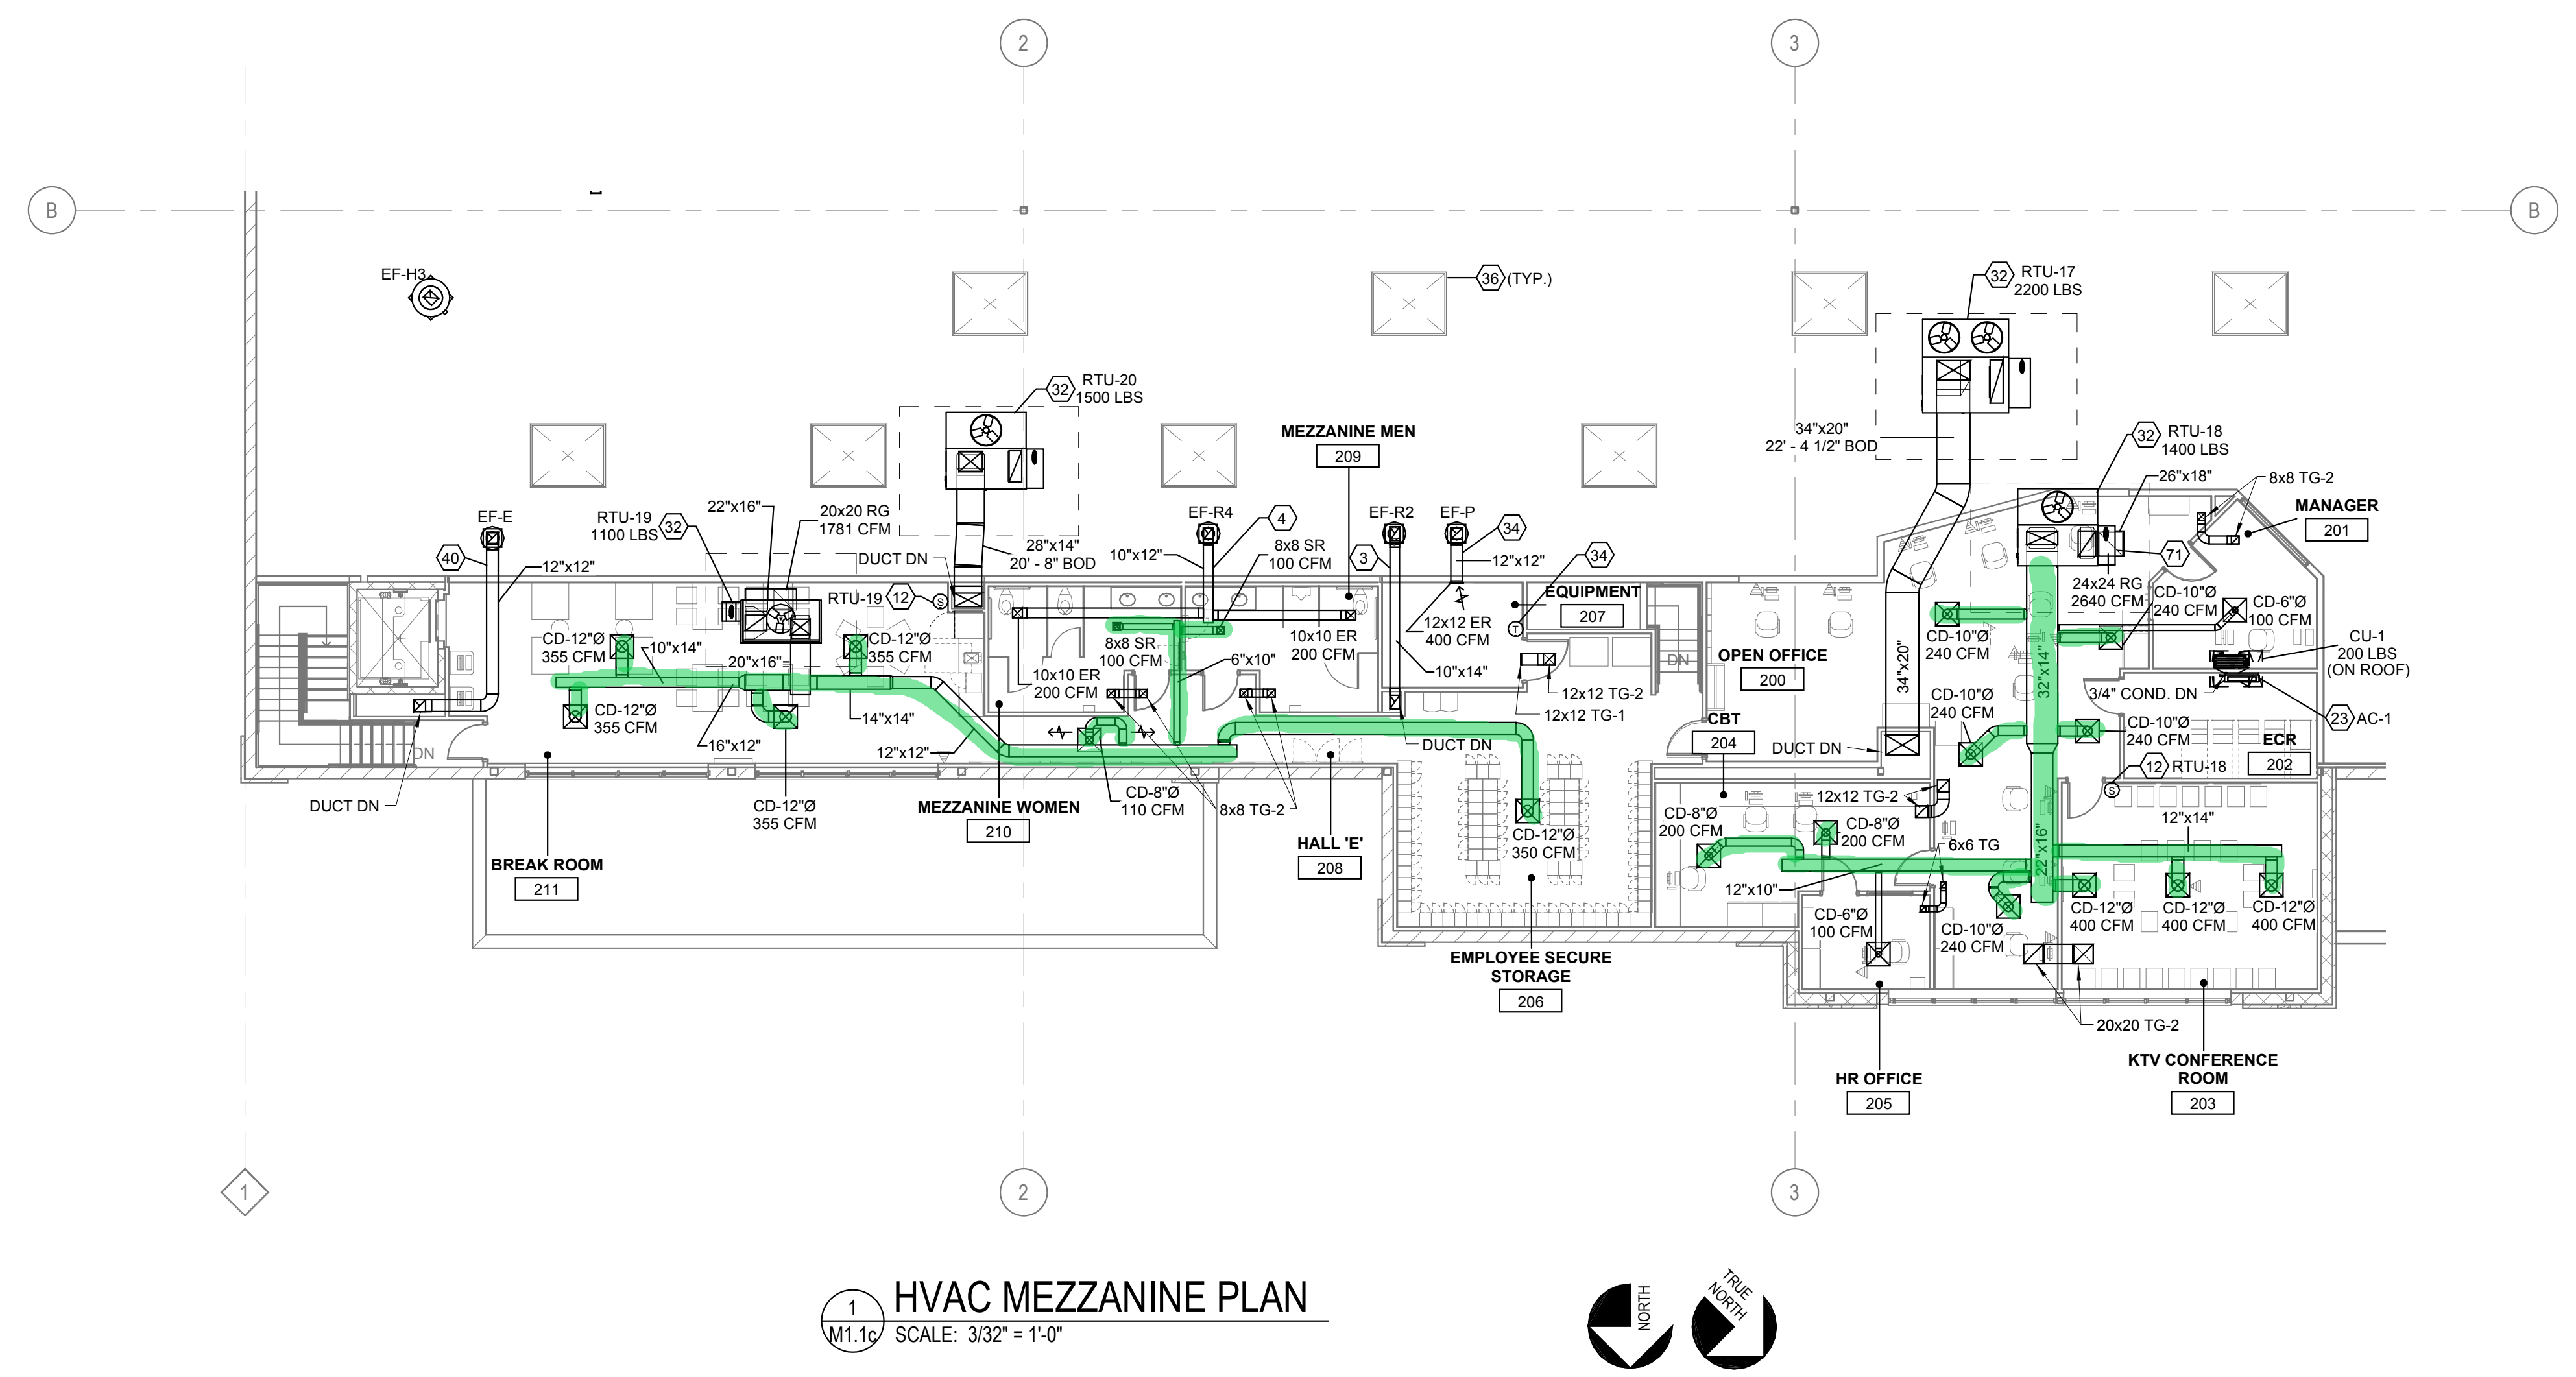 2
3
B
B
EF-H3
36
(TYP.)
32
RTU-17
2200 LBS
32
RTU-20
1500 LBS
34"x20"
22' - 4 1/2" BOD
32
RTU-18
1400 LBS
MEZZANINE MEN
209
26"x18"
8x8 TG-2
MANAGER
201
EF-E
RTU-19
1100 LBS
32
22"x16"
20x20 RG
1781 CFM
EF-R4
4
EF-R2
EF-P
34
40
12"x12"
DUCT DN
28"x14"
20' - 8" BOD
10"x12"
8x8 SR
100 CFM
3
12"x12"
34
71
24x24 RG
2640 CFM
RTU-19
12
S
EQUIPMENT
207
12x12 ER
400 CFM
T
CD-10"Ø
240 CFM
CD-6"Ø
100 CFM
CD-12"Ø
355 CFM
10"x14"
20"x16"
CD-12"Ø
355 CFM
8x8 SR
100 CFM
10x10 ER
200 CFM
10x10 ER
200 CFM
6"x10"
10"x14"
CD-10"Ø
240 CFM
CU-1
200 LBS
(ON ROOF)
OPEN OFFICE
200
DN
34"x20"
32"x14"
3/4" COND. DN
12x12 TG-2
12x12 TG-1
CD-10"Ø
240 CFM
23
AC-1
CD-12"Ø
355 CFM
14"x14"
16"x12"
12"x12"
DN
DUCT DN
CBT
204
DUCT DN
CD-10"Ø
240 CFM
ECR
202
12
RTU-18
S
DUCT DN
CD-12"Ø
355 CFM
MEZZANINE WOMEN
210
CD-8"Ø
110 CFM
8x8 TG-2
HALL 'E'
208
CD-12"Ø
350 CFM
CD-8"Ø
200 CFM
12x12 TG-2
CD-8"Ø
200 CFM
6x6 TG
12"x14"
22"x16"
BREAK ROOM
211
12"x10"
CD-6"Ø
100 CFM
CD-10"Ø
240 CFM
CD-12"Ø
400 CFM
CD-12"Ø
400 CFM
CD-12"Ø
400 CFM
EMPLOYEE SECURE
STORAGE
206
20x20 TG-2
HR OFFICE
205
KTV CONFERENCE
ROOM
203
1
2
3
1
M1.1c
HVAC MEZZANINE PLAN
SCALE: 3/32" = 1'-0"
NORTH
TRUE
NORTH